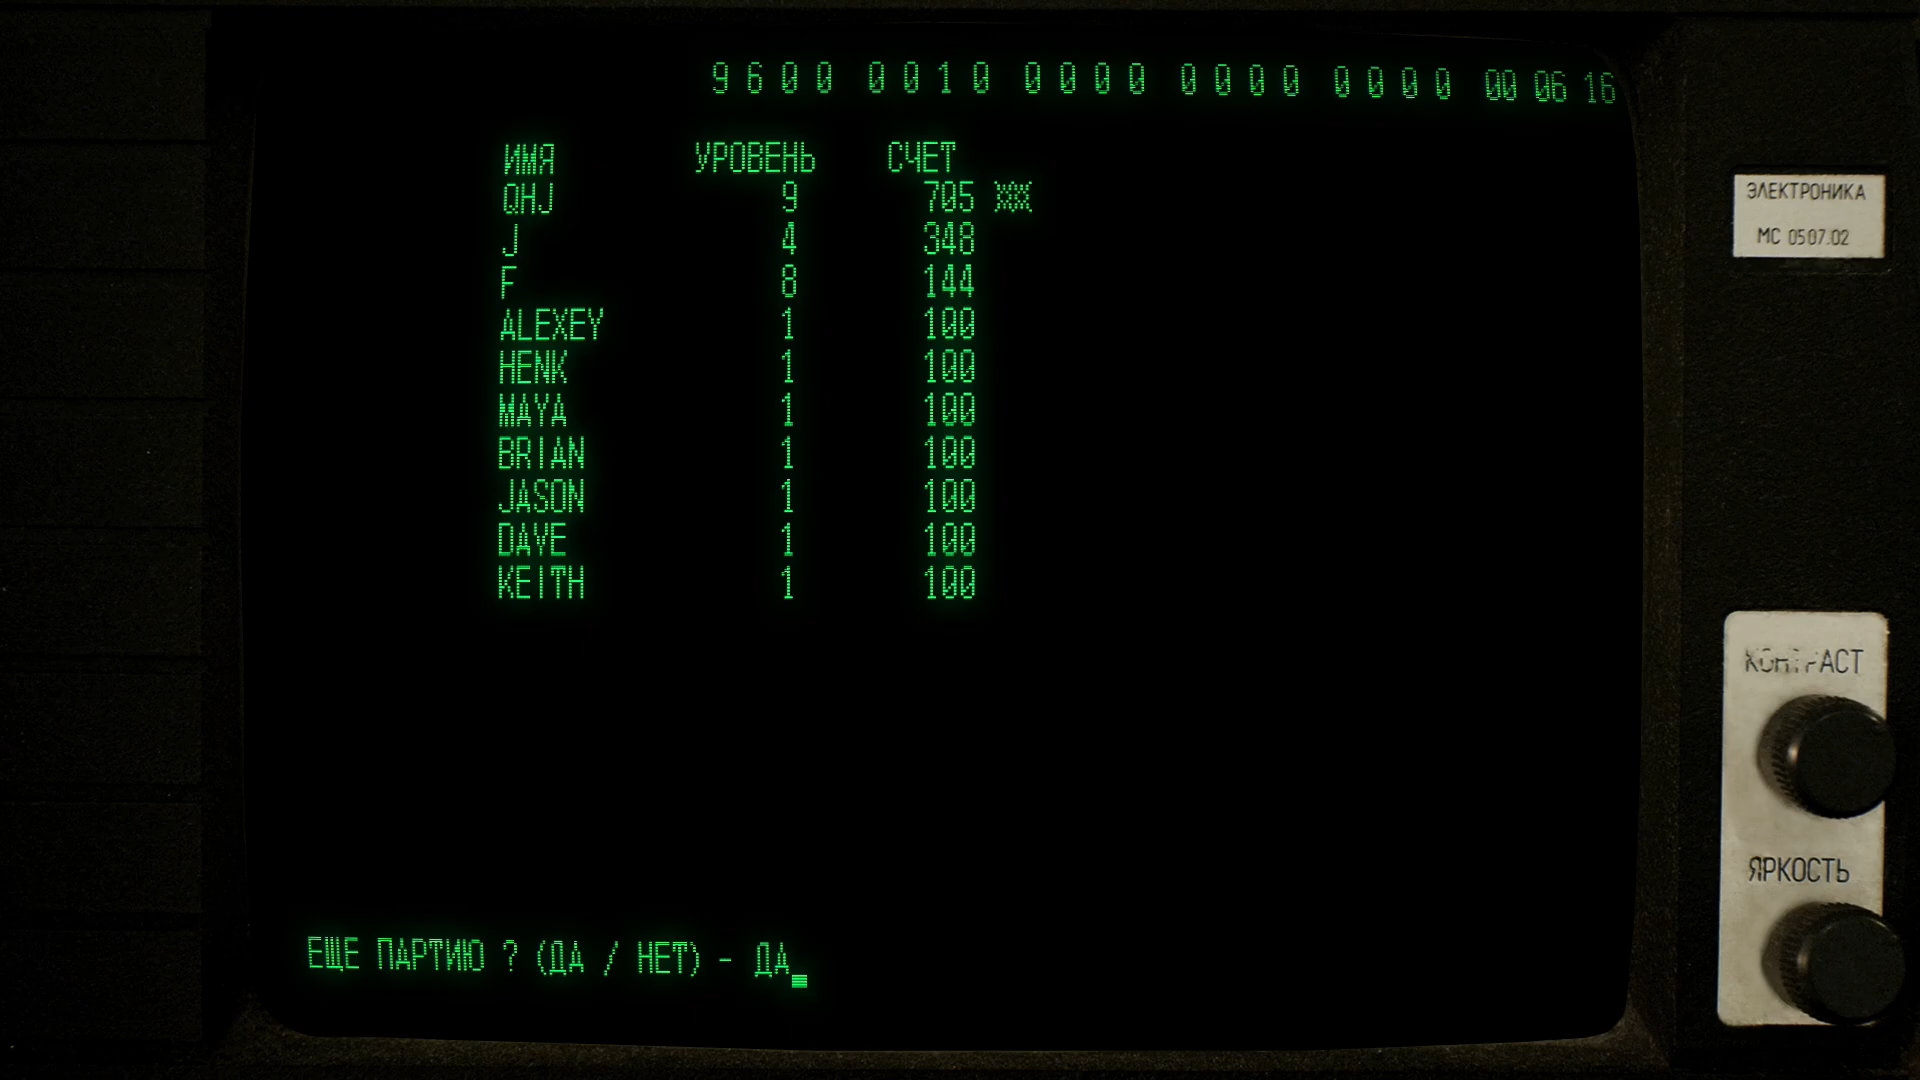 9600 0010 0000 0000 0000 00 06 16
ИМЯ УРОВЕНЬ СЧЕТ
QHJ 9 705 ЖЖ
J 4 348
F 8 144
ALEXEY 1 100
HENK 1 100
MAYA 1 100
BRIAN 1 100
JASON 1 100
DAVE 1 100
KEITH 1 100
ЕЩЕ ПАРТИЮ ? (ДА / НЕТ) - ДА
ЭЛЕКТРОНИКА
МС 0507.02
КОНТРАСТ
ЯРКОСТЬ